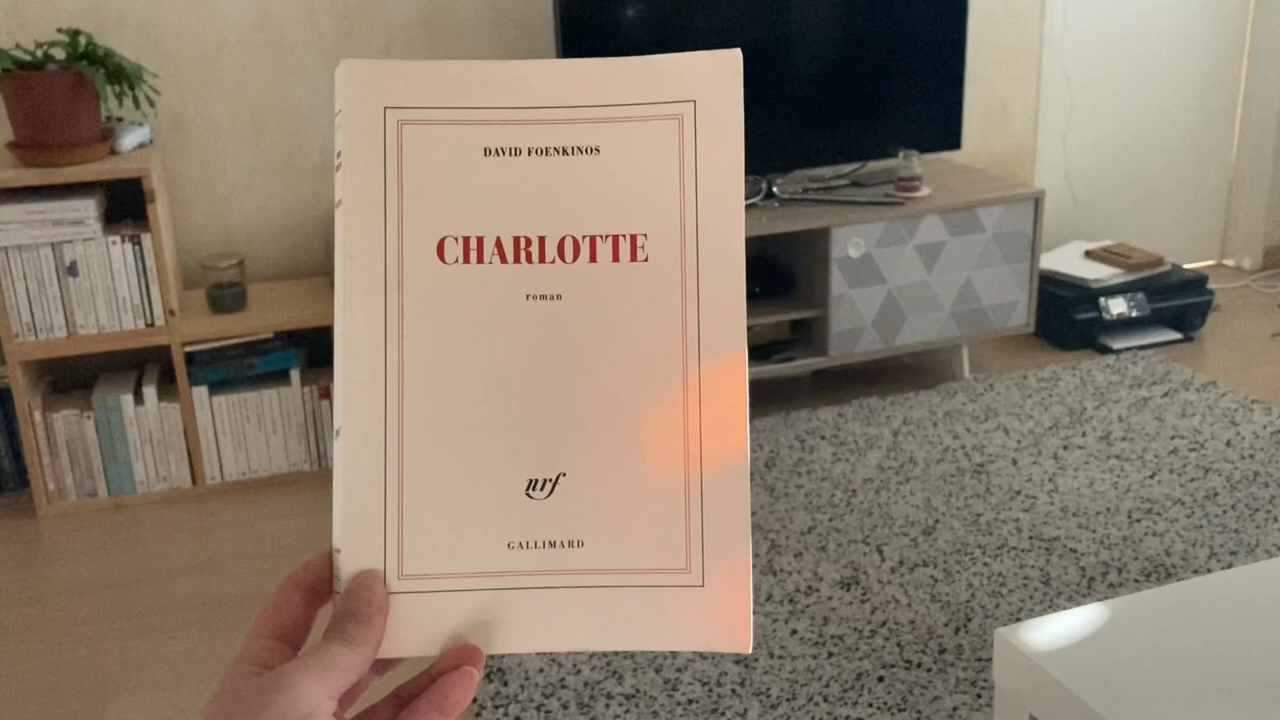 DAVID FOENKINOS
CHARLOTTE
roman
nrf
GALLIMARD